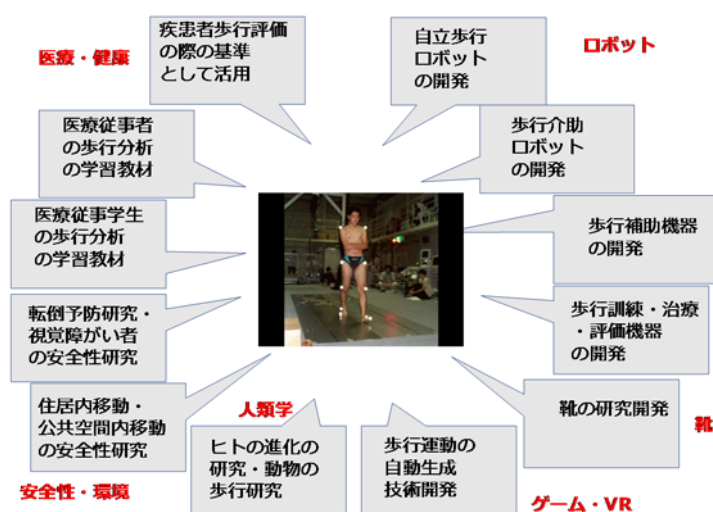 医療・健康
疾患者歩行評価
の際の基準
として活用
自立歩行
ロボット
の開発
ロボット
医療従事者
の歩行分析
の学習教材
歩行介助
ロボット
の開発
医療従事学生
の歩行分析
の学習教材
歩行補助機器
の開発
転倒予防研究・
視覚障がい者
の安全性研究
歩行訓練・治療
・評価機器
の開発
住居内移動・
公共空間内移動
の安全性研究
人類学
ヒトの進化の
研究・動物の
歩行研究
歩行運動の
自動生成
技術開発
靴の研究開発
靴
安全性・環境
ゲーム・VR